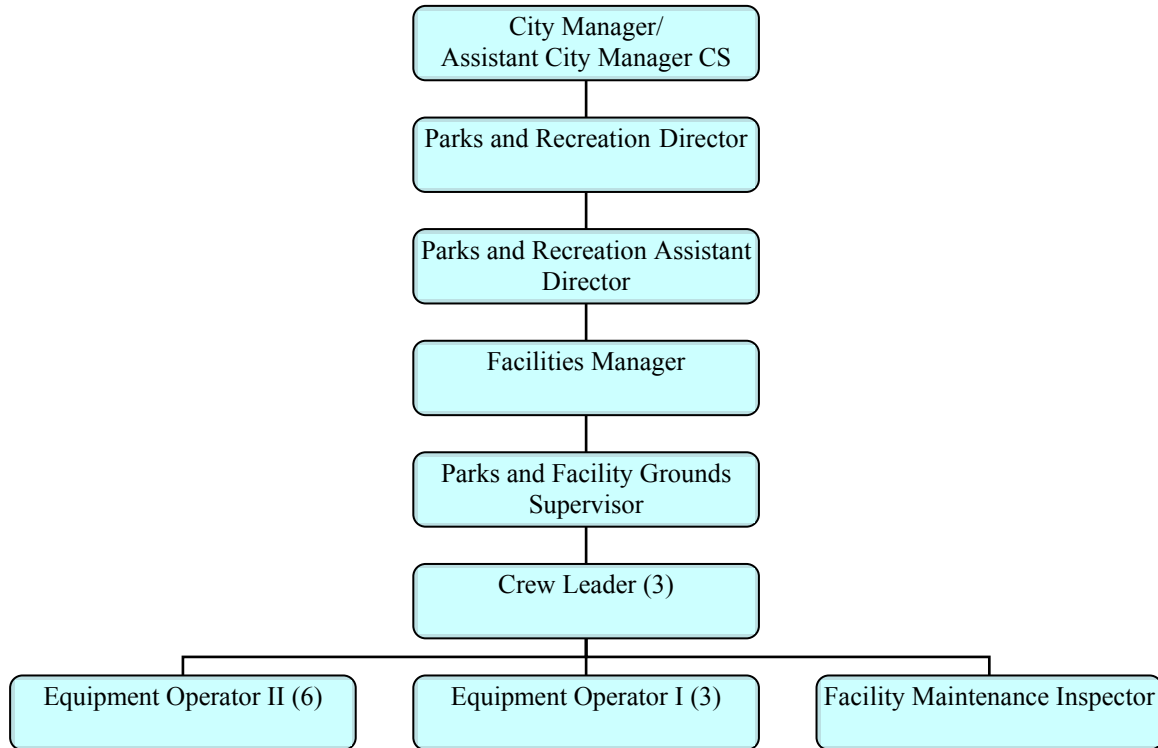 City Manager/
Assistant City Manager CS
Parks and Recreation Director
Parks and Recreation Assistant
Director
Facilities Manager
Parks and Facility Grounds
Supervisor
Crew Leader (3)
Equipment Operator II (6)
Equipment Operator I (3)
Facility Maintenance Inspector